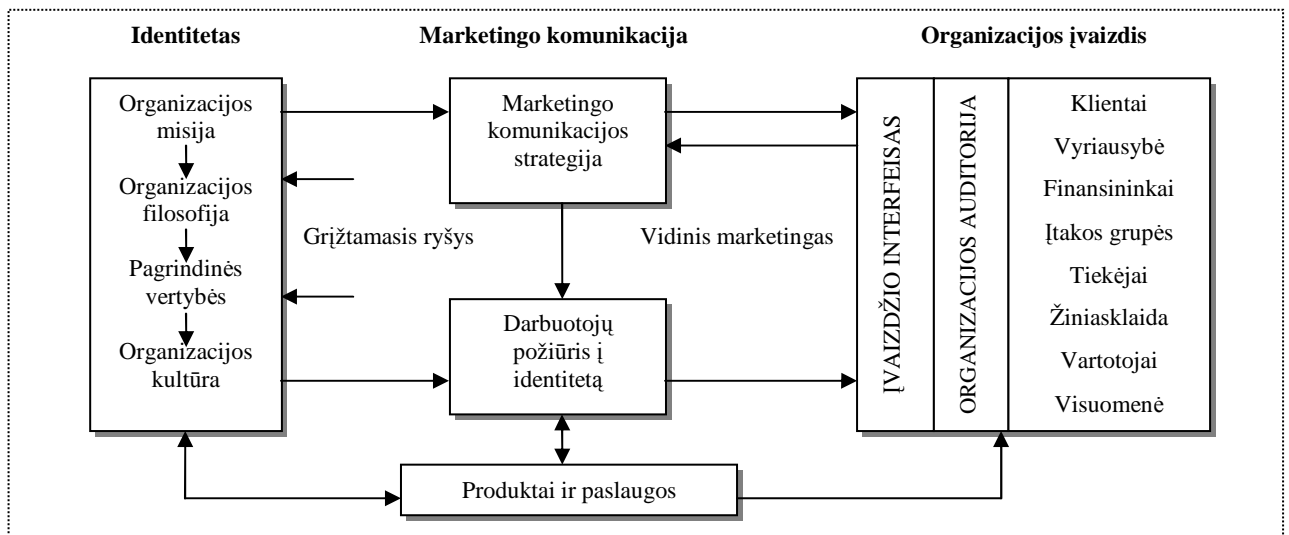 Identitetas
Marketingo komunikacija
Organizacijos įvaizdis
Organizacijos
misija
Organizacijos
filosofija
Pagrindinės
vertybės
Organizacijos
kultūra
Grįžtamasis ryšys
Marketingo
komunikacijos
strategija
Vidinis marketingas
Darbuotojų
požiūris į
identitetą
Produktai ir paslaugos
ĮVAIZDŽIO INTERFEISAS
ORGANIZACIJOS AUDITORIJA
Klientai
Vyriausybė
Finansininkai
Įtakos grupės
Tiekėjai
Žiniasklaida
Vartotojai
Visuomenė